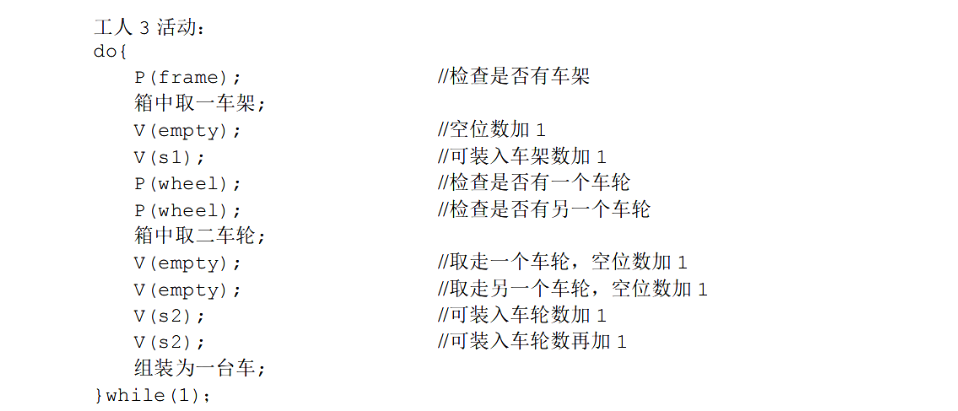 工人 3 活动：
do{
P(frame); //检查是否有车架
箱中取一车架;
V(empty); //空位数加 1
V(s1); //可装入车架数加 1
P(wheel); //检查是否有一个车轮
P(wheel); //检查是否有另一个车轮
箱中取二车轮;
V(empty); //取走一个车轮，空位数加 1
V(empty); //取走另一个车轮，空位数加 1
V(s2); //可装入车轮数加 1
V(s2); //可装入车轮数再加 1
组装为一台车;
}while(1);